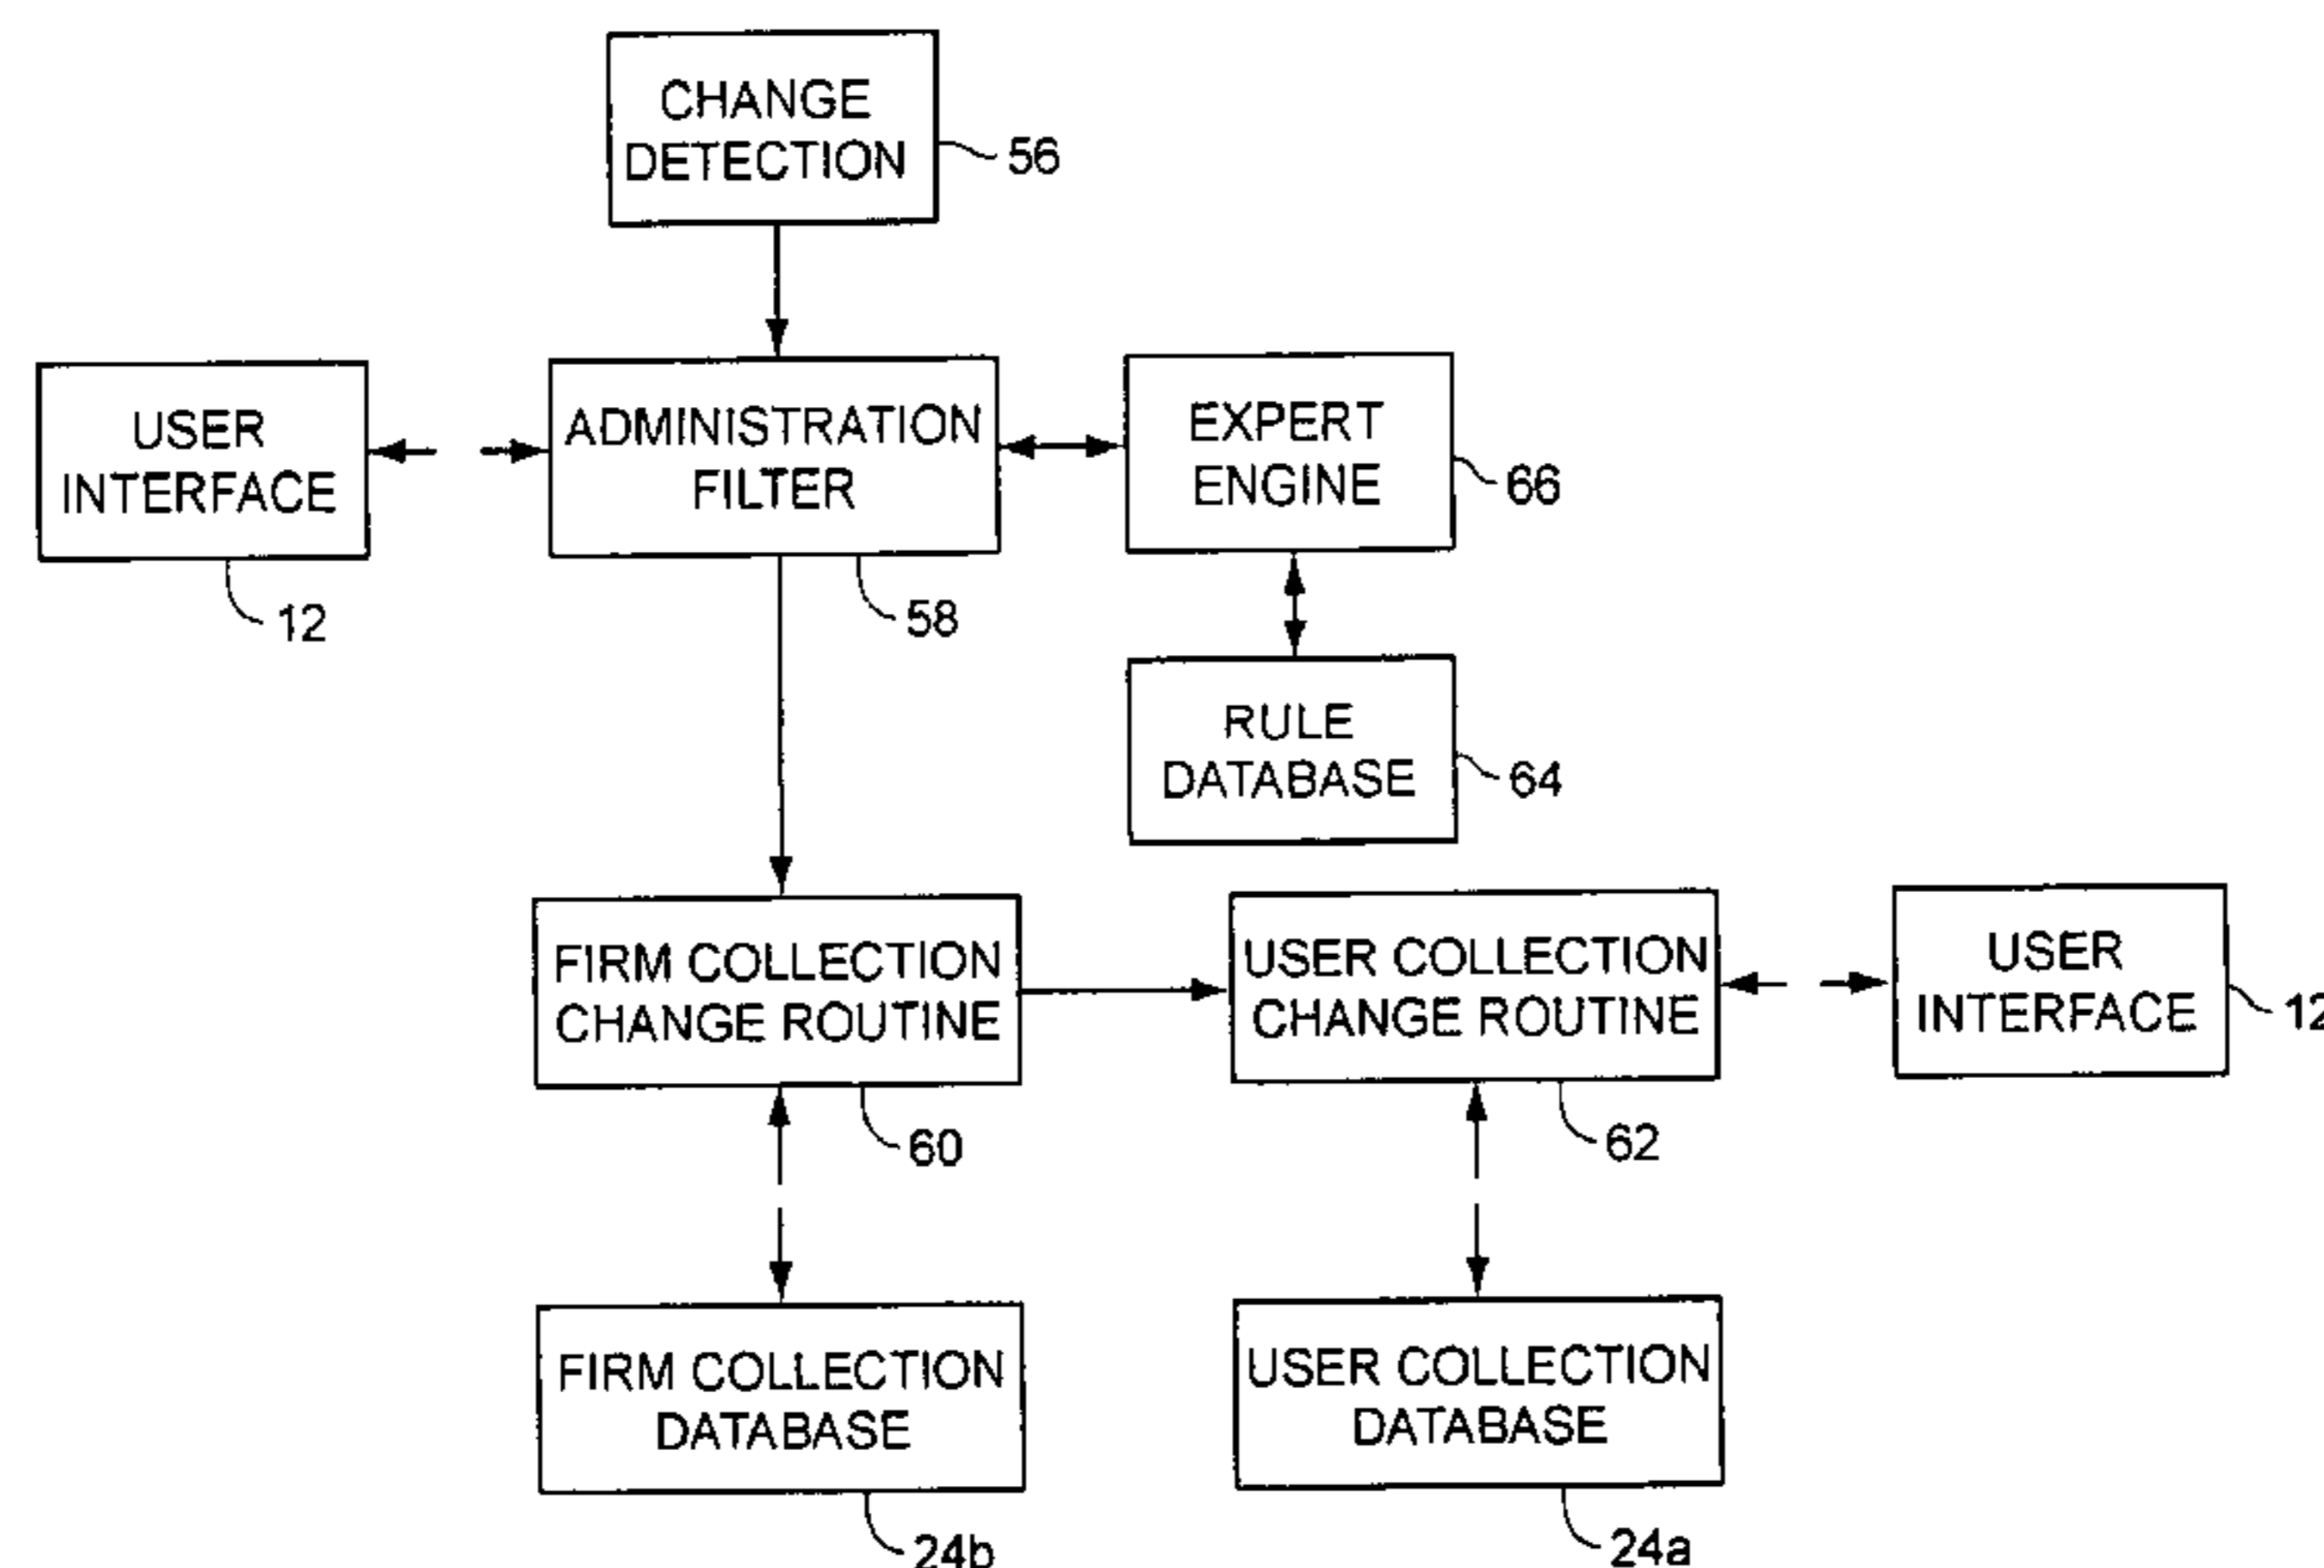 CHANGE
DETECTION
56
USER
INTERFACE
12
ADMINISTRATION
FILTER
58
EXPERT
ENGINE
66
RULE
DATABASE
64
FIRM COLLECTION
CHANGE ROUTINE
60
USER COLLECTION
CHANGE ROUTINE
62
USER
INTERFACE
12
FIRM COLLECTION
DATABASE
24b
USER COLLECTION
DATABASE
24a